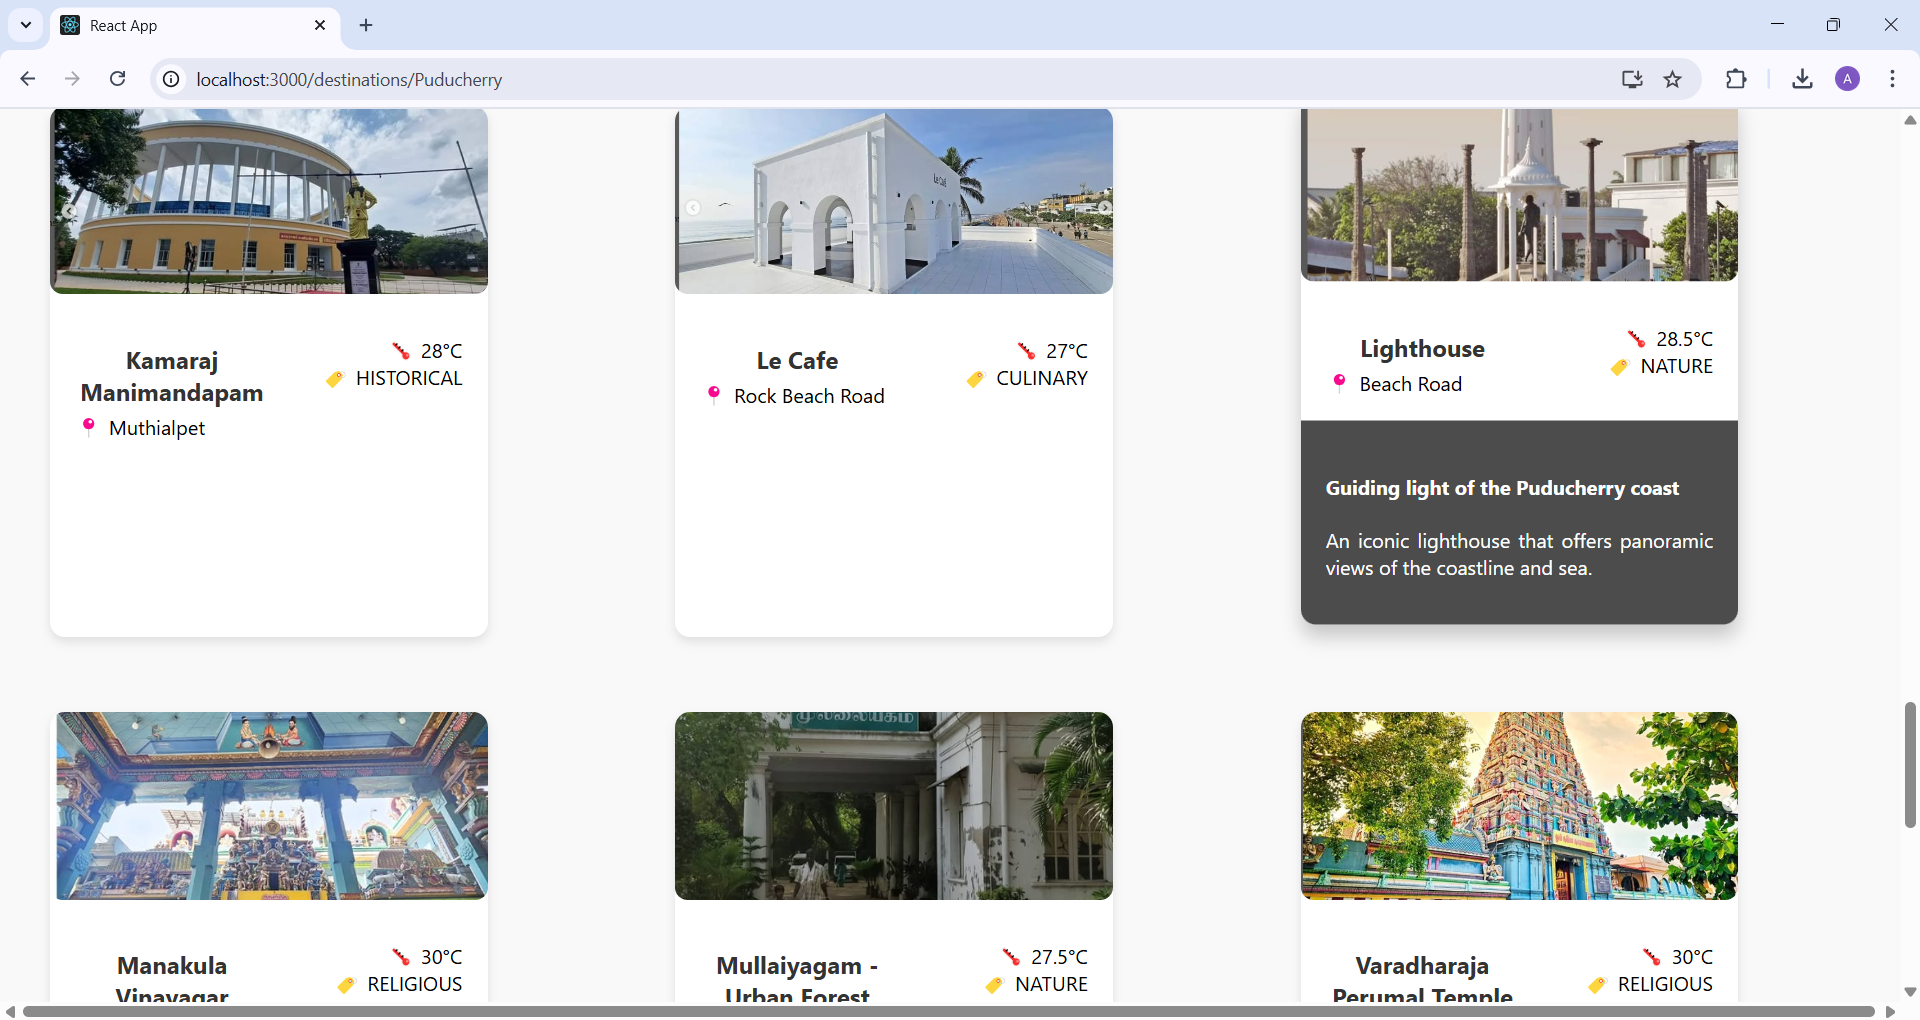 React App
localhost:3000/destinations/Puducherry
A
Le Café
Kamaraj
Manimandapam
28°C
HISTORICAL
Muthialpet
Le Cafe
27°C
CULINARY
Rock Beach Road
Lighthouse
28.5°C
NATURE
Beach Road
Guiding light of the Puducherry coast
An iconic lighthouse that offers panoramic
views of the coastline and sea.
முல்லையகம்
Manakula
Vinayagar
30°C
RELIGIOUS
Mullaiyagam -
Urban Forest
27.5°C
NATURE
Varadharaja
Perumal Temple
30°C
RELIGIOUS